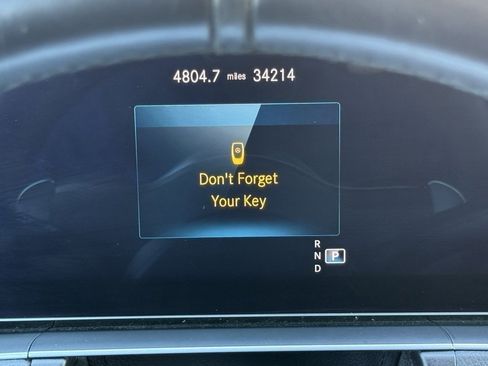 4804.7 miles 34214
Don't Forget
Your Key
R
N P
D